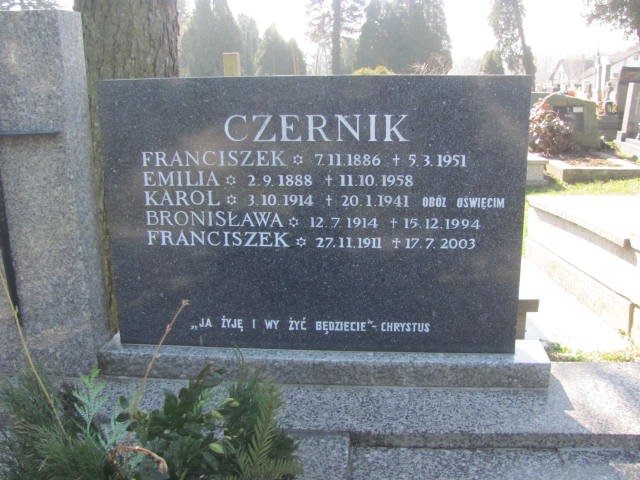 CZERNIK
FRANCISZEK ✡ 7.11.1886 † 5.3.1951
EMILIA ✡ 2.9.1888 † 11.10.1958
KAROL ✡ 3.10.1914 † 20.1.1941 OBÓZ OŚWIĘCIM
BRONISŁAWA ✡ 12.7.1914 † 15.12.1994
FRANCISZEK ✡ 27.11.1911 † 17.7.2003
„JA ŻYJĘ I WY ŻYĆ BĘDZIECIE"- CHRYSTUS